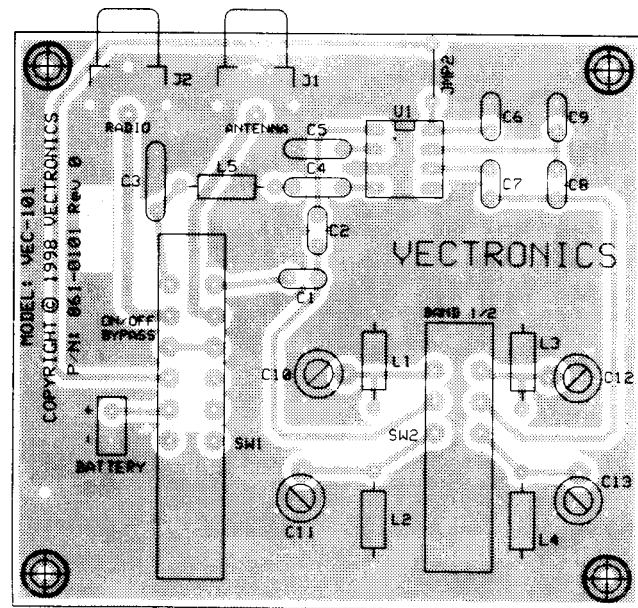 J2
J1
JMP2
RADIO
ANTENNA
U1
C6
C9
C5
C3
L5
C4
C7
C8
C2
VECTRONICS
C1
ON/OFF
BYPASS
BAND 1/2
MODEL: VEC-101
COPYRIGHT © 1998 VECTRONICS
P/N: 861-0101 Rev 0
C10
L1
L3
C12
+
-
BATTERY
SW1
SW2
C11
L2
L4
C13